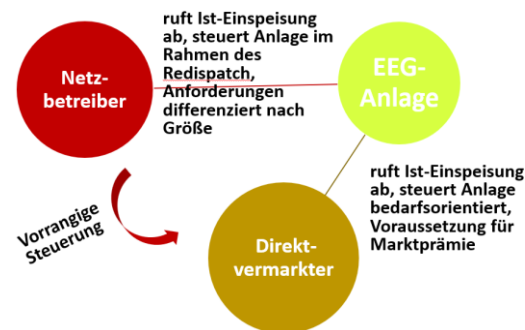 ruft Ist-Einspeisung
ab, steuert Anlage im
Rahmen des
Redispatch,
Anforderungen
differenziert nach
Größe
Netz-
betreiber
EEG-
Anlage
ruft Ist-Einspeisung
ab, steuert Anlage
bedarfsorientiert,
Voraussetzung für
Marktprämie
Vorrangige
Steuerung
Direkt-
vermarkter